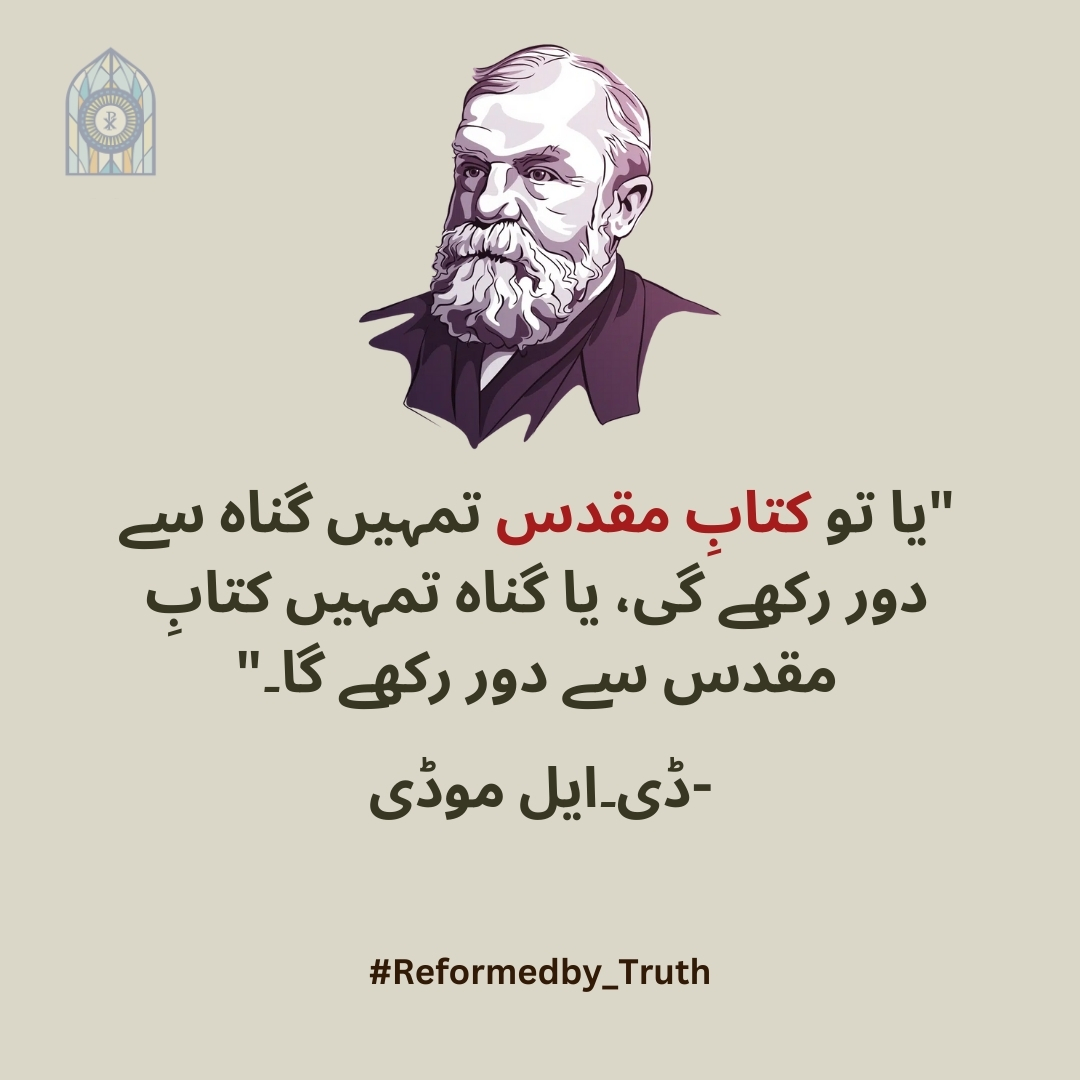 "یا تو کتابِ مقدس تمہیں گناہ سے
دور رکھے گی، یا گناہ تمہیں کتابِ
مقدس سے دور رکھے گا۔"
-ڈی۔ایل موڈی
#Reformedby_Truth